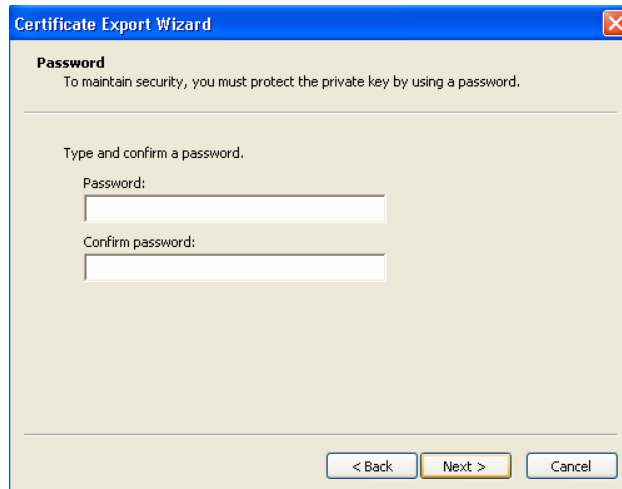 Certificate Export Wizard
Password
To maintain security, you must protect the private key by using a password.
Type and confirm a password.
Password:
Confirm password:
< Back Next > Cancel